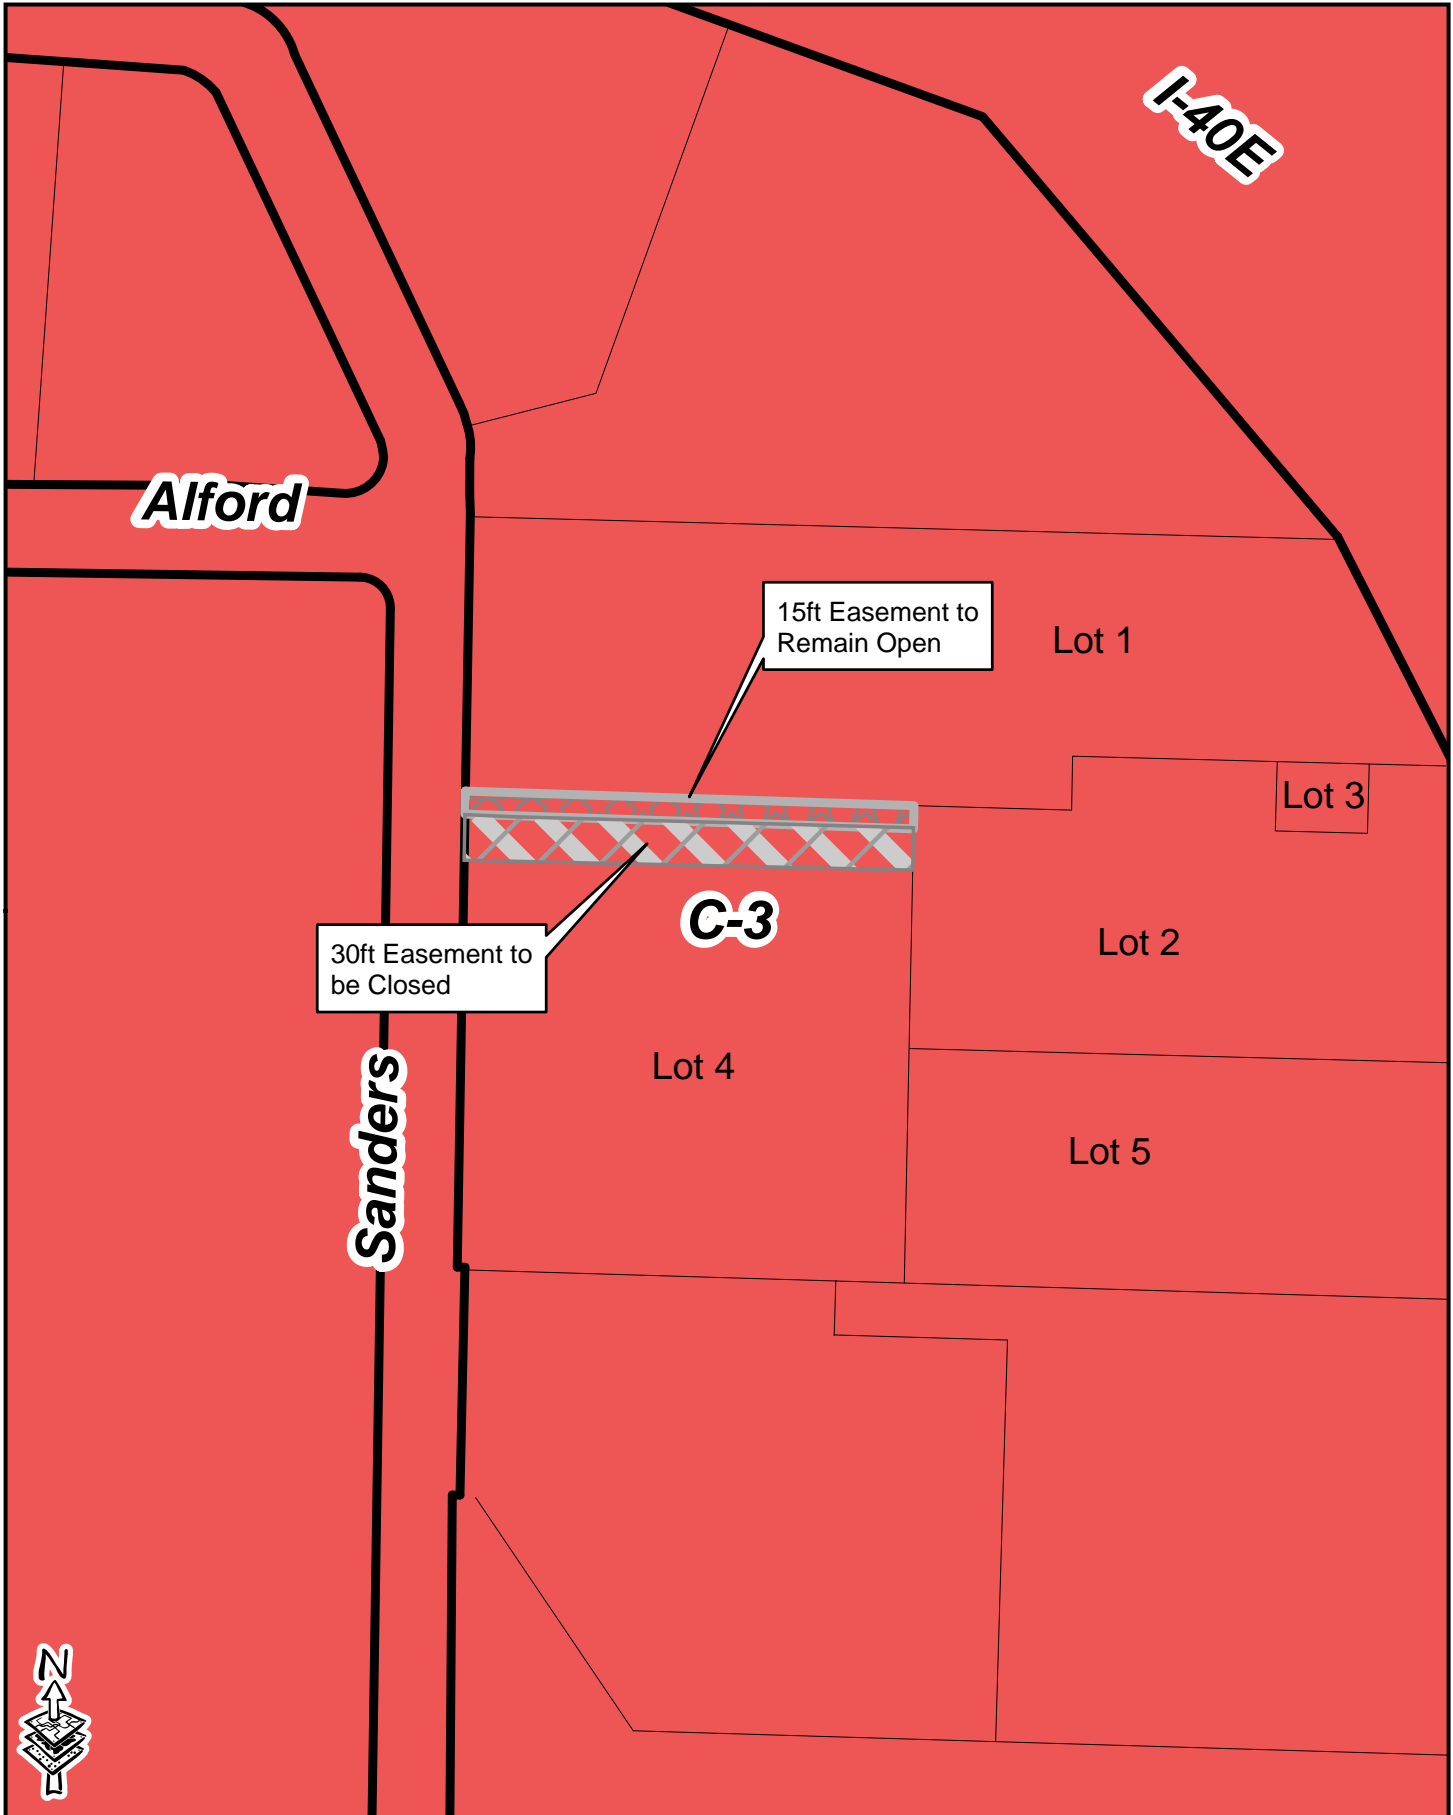 I-40E
Alford
15ft Easement to
Remain Open
Lot 1
Lot 3
C-3
30ft Easement to
be Closed
Lot 2
Lot 4
Sanders
Lot 5
N